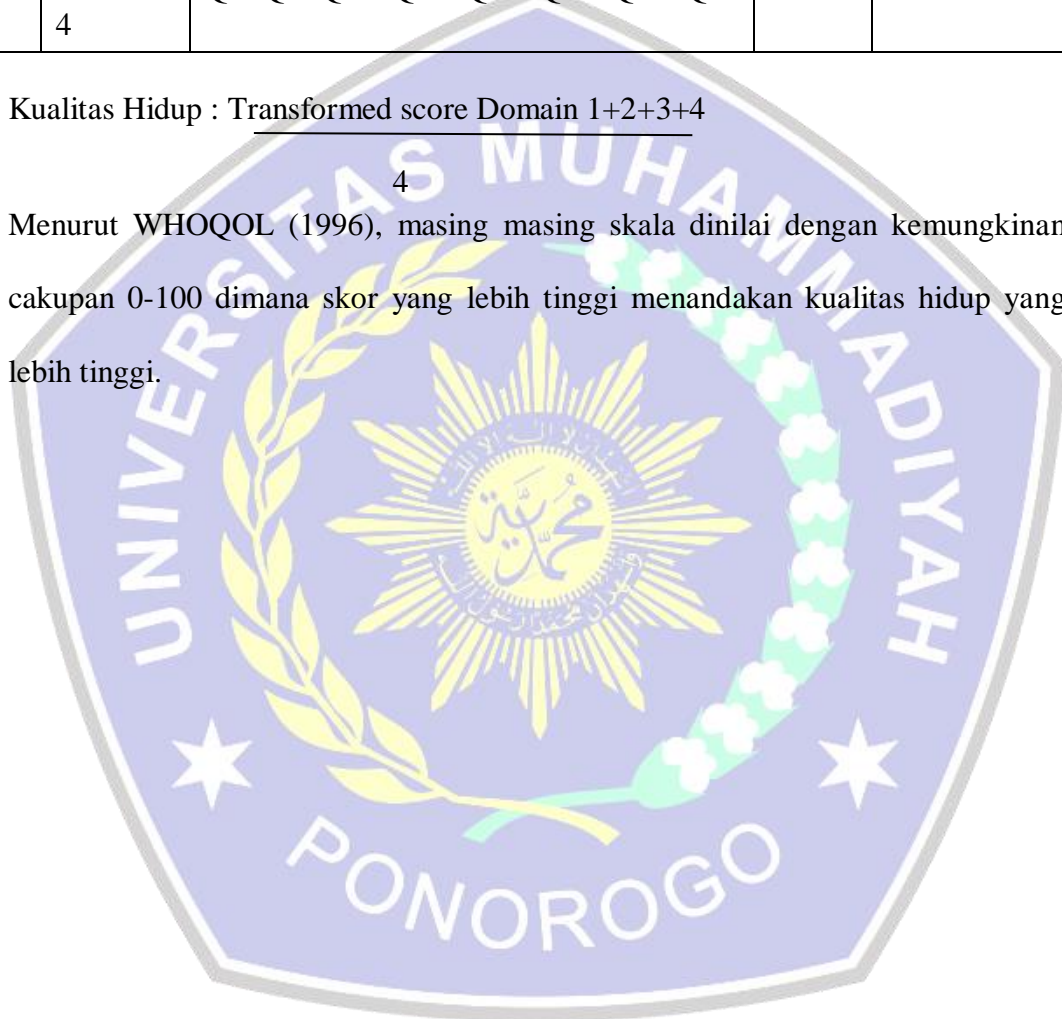 4
Kualitas Hidup : Transformed score Domain 1+2+3+4
4
Menurut WHOQOL (1996), masing masing skala dinilai dengan kemungkinan
cakupan 0-100 dimana skor yang lebih tinggi menandakan kualitas hidup yang
lebih tinggi.
UNIVERSITAS MUHAMMADIYAH
محمدية
PONOROGO